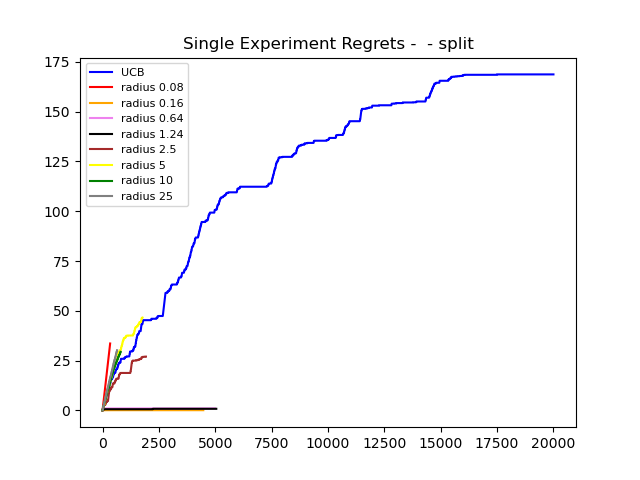 Single Experiment Regrets -  - split
175
150
125
100
75
50
25
0
UCB
radius 0.08
radius 0.16
radius 0.64
radius 1.24
radius 2.5
radius 5
radius 10
radius 25
0 2500 5000 7500 10000 12500 15000 17500 20000